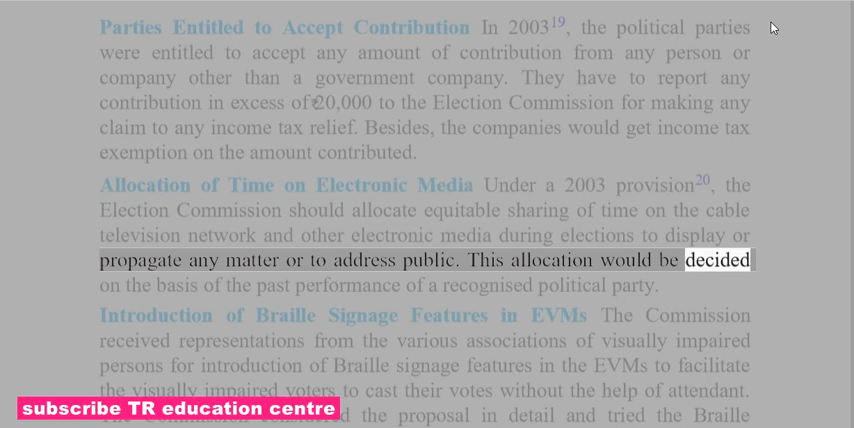 Parties Entitled to Accept Contribution In 2003¹⁹, the political parties
were entitled to accept any amount of contribution from any person or
company other than a government company. They have to report any
contribution in excess of ₹20,000 to the Election Commission for making any
claim to any income tax relief. Besides, the companies would get income tax
exemption on the amount contributed.
Allocation of Time on Electronic Media Under a 2003 provision²⁰, the
Election Commission should allocate equitable sharing of time on the cable
television network and other electronic media during elections to display or
propagate any matter or to address public. This allocation would be decided
on the basis of the past performance of a recognised political party.
Introduction of Braille Signage Features in EVMs The Commission
received representations from the various associations of visually impaired
persons for introduction of Braille signage features in the EVMs to facilitate
the visually impaired voters to cast their votes without the help of attendant.
the proposal in detail and tried the Braille
subscribe TR education centre